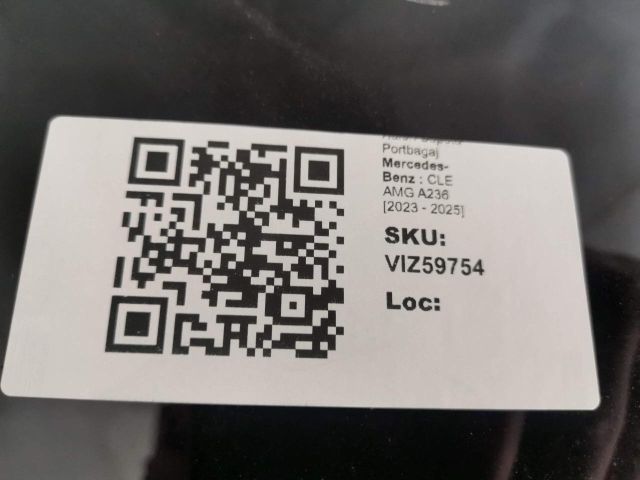 Portbagaj
Mercedes-
Benz : CLE
AMG A236
[2023 - 2025]
SKU:
VIZ59754
Loc: